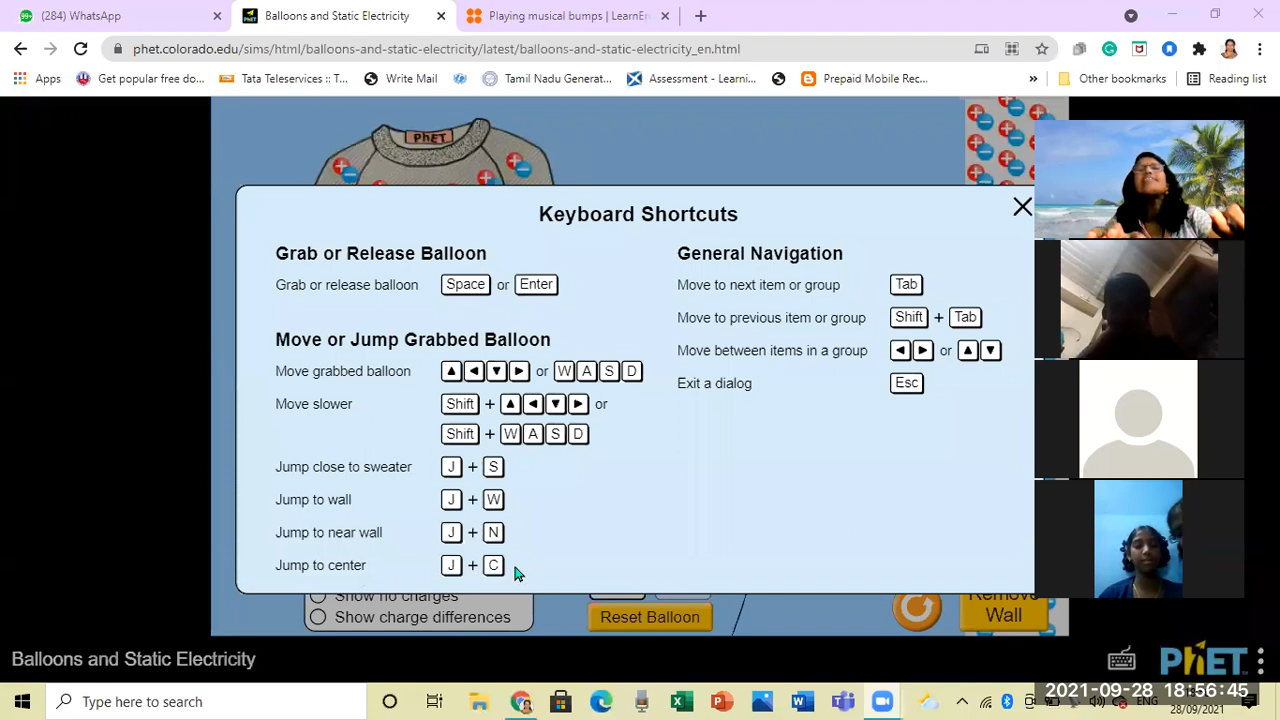 99+ (284) WhatsApp
PhET Balloons and Static Electricity
Playing musical bumps | LearnEn
phet.colorado.edu/sims/html/balloons-and-static-electricity/latest/balloons-and-static-electricity_en.html
Apps Get popular free do... Tata Teleservices :: T... Write Mail Tamil Nadu Generat... Assessment - Learni... Prepaid Mobile Rec... » Other bookmarks Reading list
PhET
Keyboard Shortcuts
Grab or Release Balloon
Grab or release balloon Space or Enter
Move or Jump Grabbed Balloon
Move grabbed balloon ▲ ◄ ▼ ► or W A S D
Move slower Shift + ▲ ◄ ▼ ► or
Shift + W A S D
Jump close to sweater J + S
Jump to wall J + W
Jump to near wall J + N
Jump to center J + C
General Navigation
Move to next item or group Tab
Move to previous item or group Shift + Tab
Move between items in a group ◄ ► or ▲ ▼
Exit a dialog Esc
Show no charges
Show charge differences
Reset Balloon
Remove
Wall
Balloons and Static Electricity
PhET
Type here to search
ENG
2021-09-28 18:56:45
28/09/2021